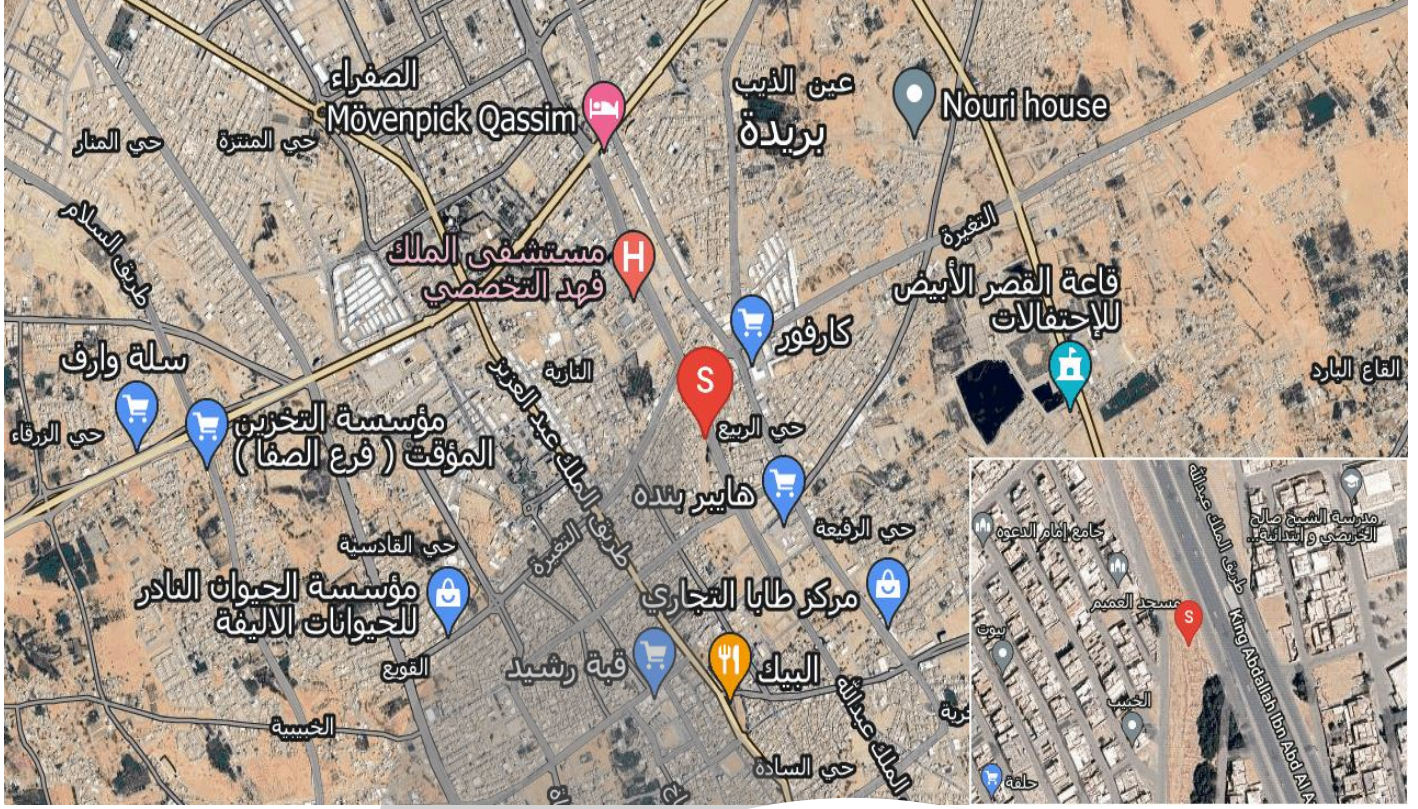 الصفراء
Mövenpick Qassim
عين الذيب
بريدة
Nouri house
حي المنار
حي المنتزة
طريق السلام
مستشفى الملك
فهد التخصصي
التغيرة
قاعة القصر الأبيض
للإحتفالات
كارفور
سلة وارف
النازية
القاع البارد
S
حي الربيع
طريق الملك عبد العزيز
حي الزرقاء
مؤسسة التخزين
المؤقت ( فرع الصفا )
هايبر بنده
حي الرفيعة
حي القادسية
التغيرة
مؤسسة الحيوان النادر
للحيوانات الاليفة
مركز طابا التجاري
القويع
قبة رشيد
البيك
الملك عبدالله
الخبيبية
حي السادة
طريق الملك عبدالله
مدرسة الشيخ صالح
الخريصي و ابتدائية...
جامع إمام الدعوة
مسجد العميم
S
King Abdallah Ibn Abd Al A
بيوت
الخبيب
حلقة